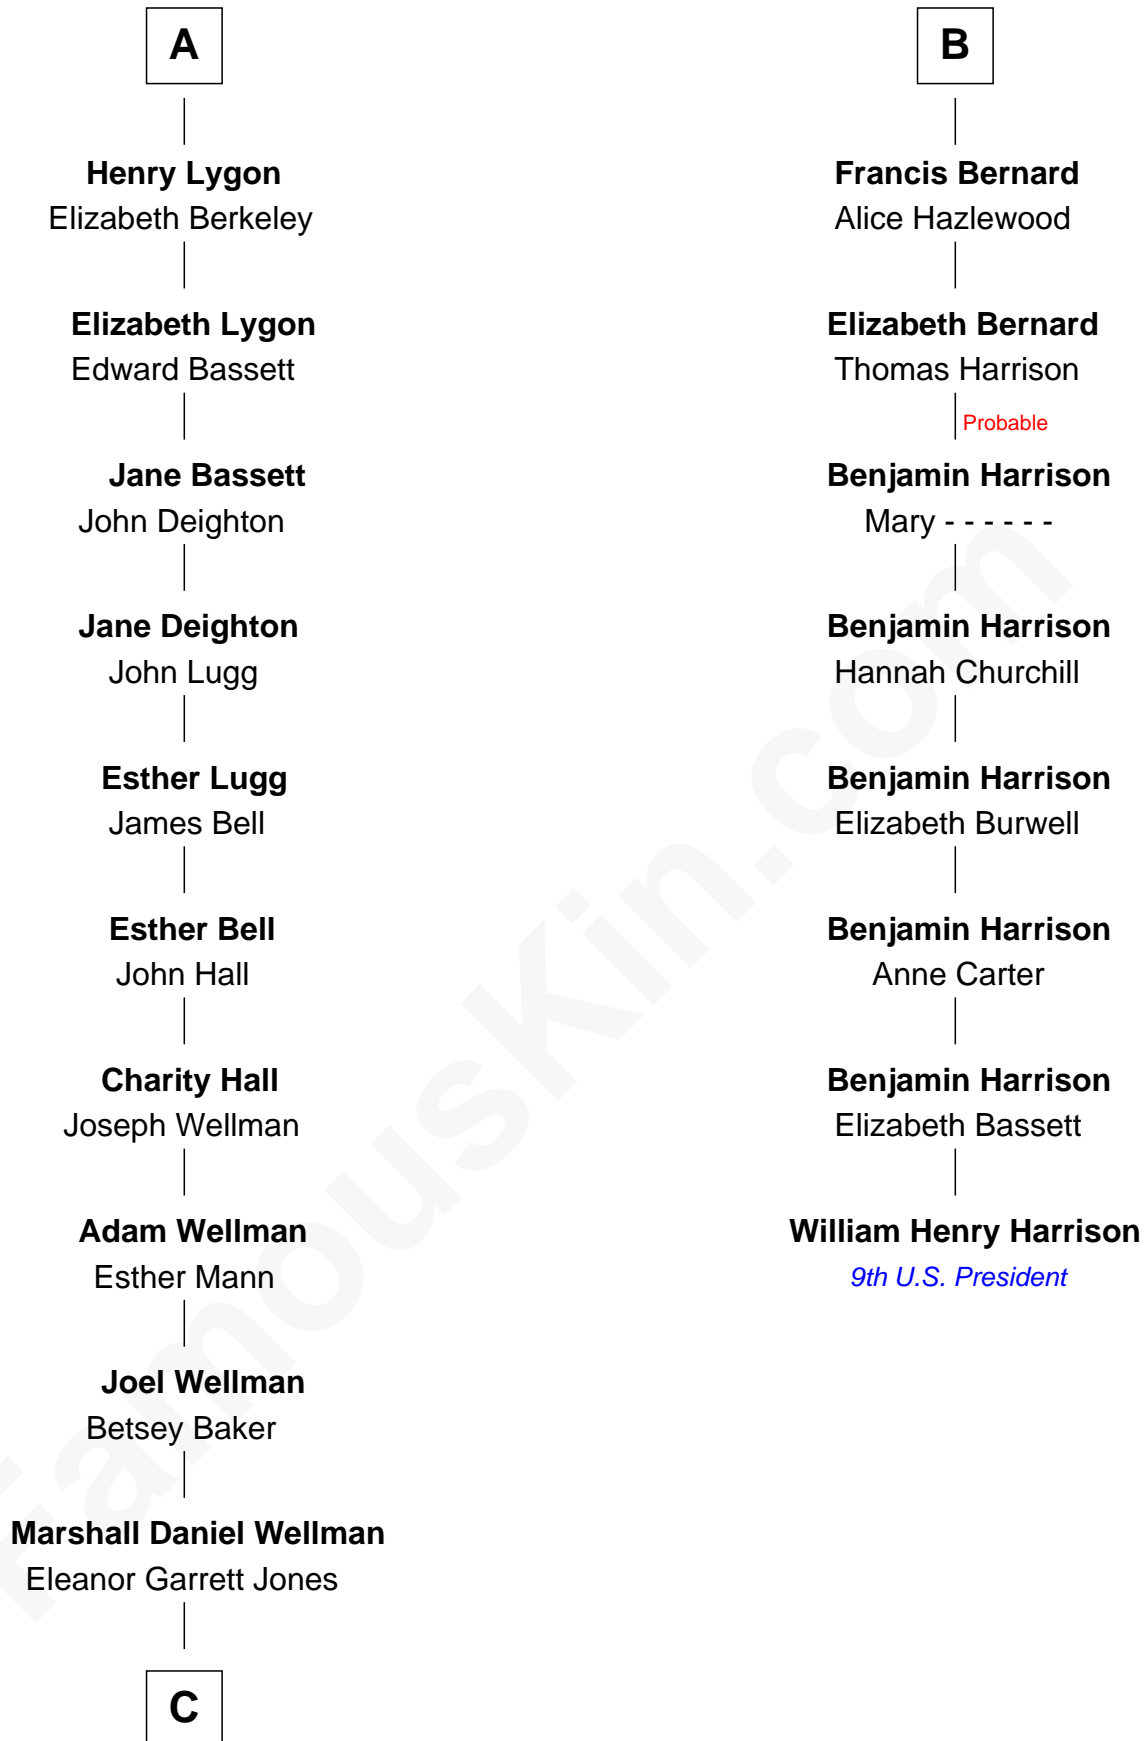 A
Henry Lygon
Elizabeth Berkeley
Elizabeth Lygon
Edward Bassett
Jane Bassett
John Deighton
Jane Deighton
John Lugg
Esther Lugg
James Bell
Esther Bell
John Hall
Charity Hall
Joseph Wellman
Adam Wellman
Esther Mann
Joel Wellman
Betsey Baker
Marshall Daniel Wellman
Eleanor Garrett Jones
C
B
Francis Bernard
Alice Hazlewood
Elizabeth Bernard
Thomas Harrison
Probable
Benjamin Harrison
Mary - - - - - -
Benjamin Harrison
Hannah Churchill
Benjamin Harrison
Elizabeth Burwell
Benjamin Harrison
Anne Carter
Benjamin Harrison
Elizabeth Bassett
William Henry Harrison
9th U.S. President
FamousKin.com